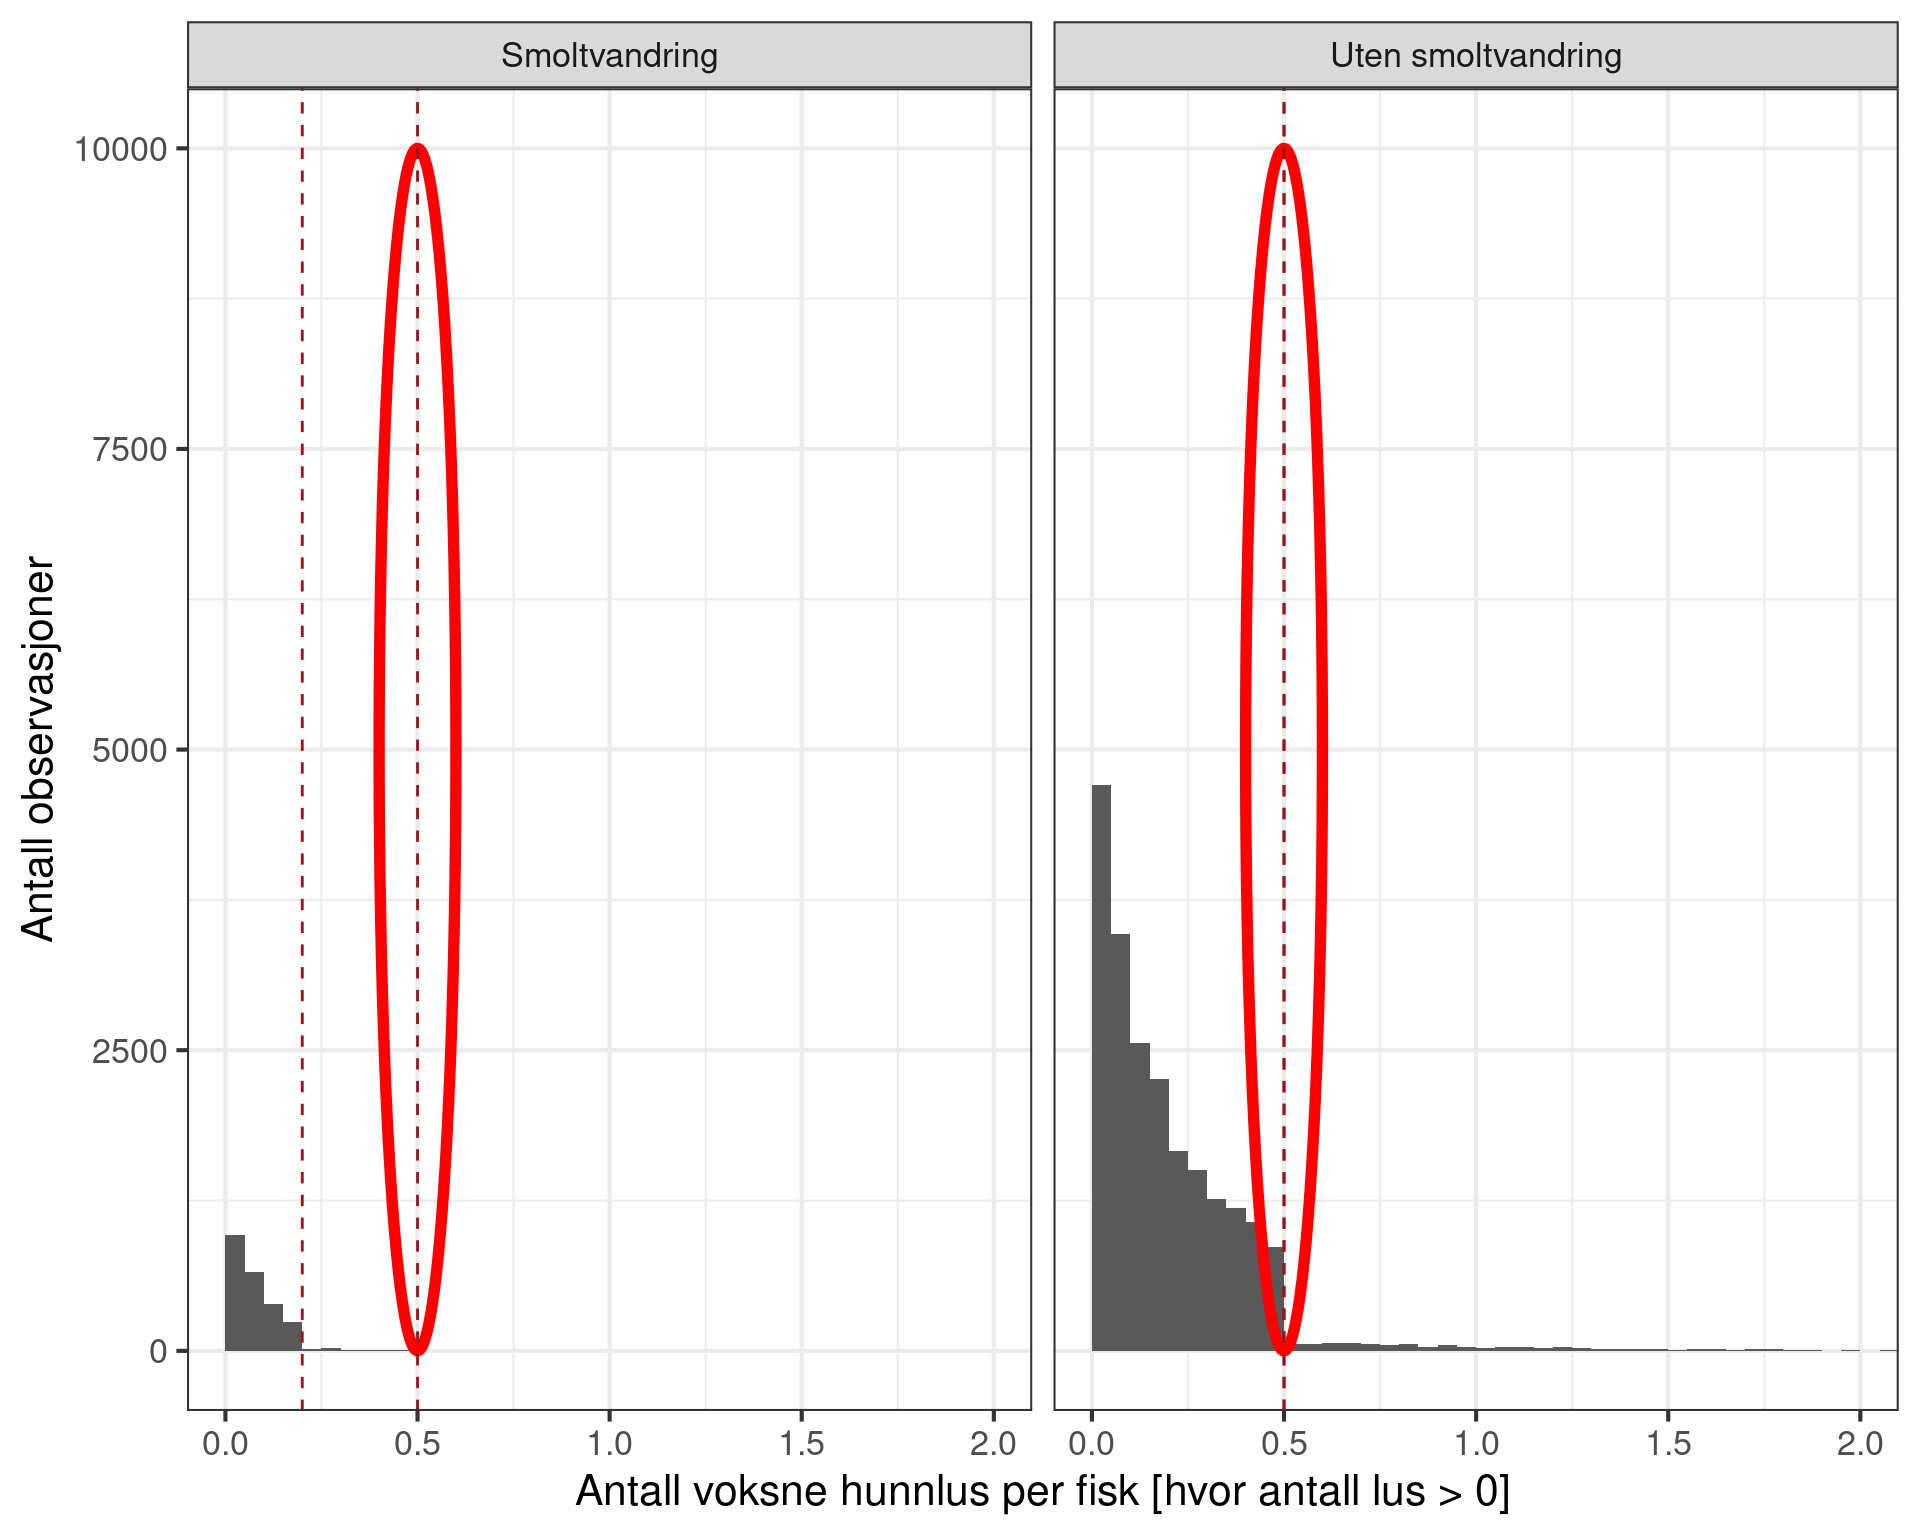 Smoltvandring
Uten smoltvandring
Antall observasjoner
10000
7500
5000
2500
0
0.0 0.5 1.0 1.5 2.0
0.0 0.5 1.0 1.5 2.0
Antall voksne hunnlus per fisk [hvor antall lus > 0]